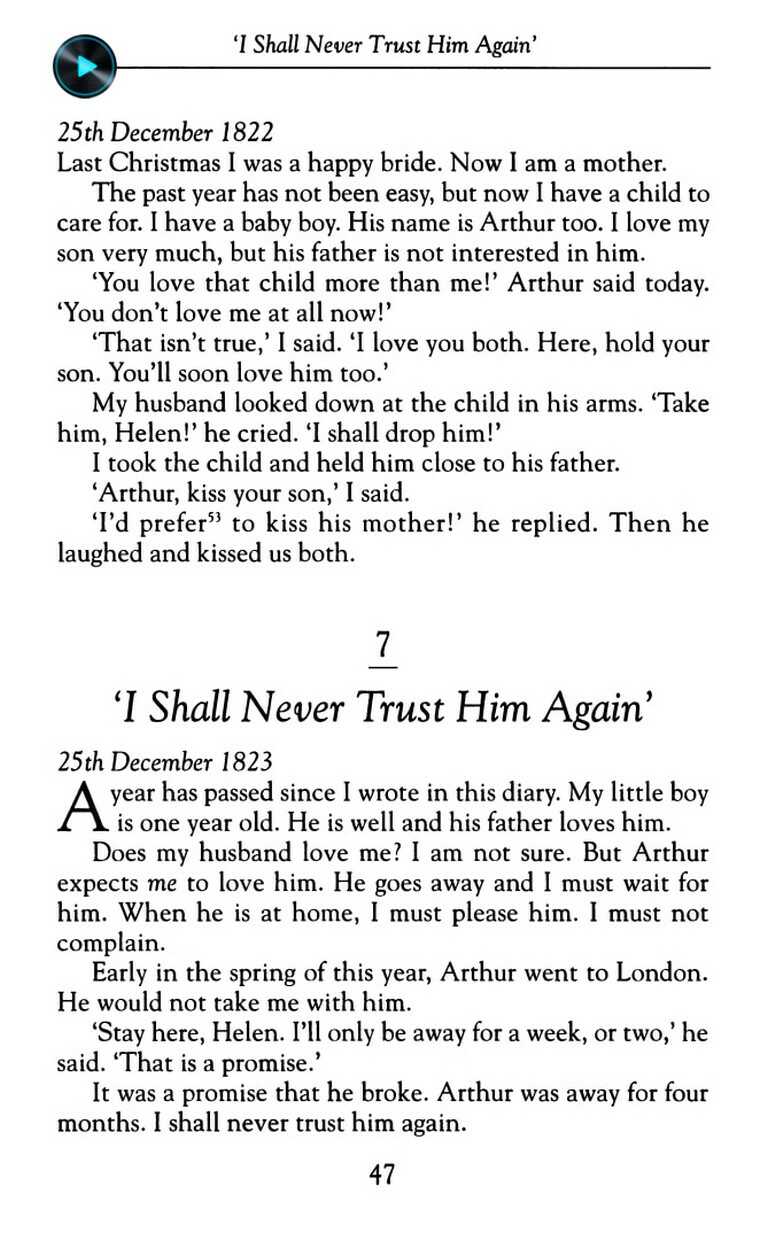 ‘I Shall Never Trust Him Again’
25th December 1822
Last Christmas I was a happy bride. Now I am a mother.
The past year has not been easy, but now I have a child to
care for. I have a baby boy. His name is Arthur too. I love my
son very much, but his father is not interested in him.
‘You love that child more than me!’ Arthur said today.
‘You don’t love me at all now!’
‘That isn’t true,’ I said. ‘I love you both. Here, hold your
son. You’ll soon love him too.’
My husband looked down at the child in his arms. ‘Take
him, Helen!’ he cried. ‘I shall drop him!’
I took the child and held him close to his father.
‘Arthur, kiss your son,’ I said.
‘I’d prefer⁵³ to kiss his mother!’ he replied. Then he
laughed and kissed us both.
7
‘I Shall Never Trust Him Again’
25th December 1823
A year has passed since I wrote in this diary. My little boy
is one year old. He is well and his father loves him.
Does my husband love me? I am not sure. But Arthur
expects me to love him. He goes away and I must wait for
him. When he is at home, I must please him. I must not
complain.
Early in the spring of this year, Arthur went to London.
He would not take me with him.
‘Stay here, Helen. I’ll only be away for a week, or two,’ he
said. ‘That is a promise.’
It was a promise that he broke. Arthur was away for four
months. I shall never trust him again.
47